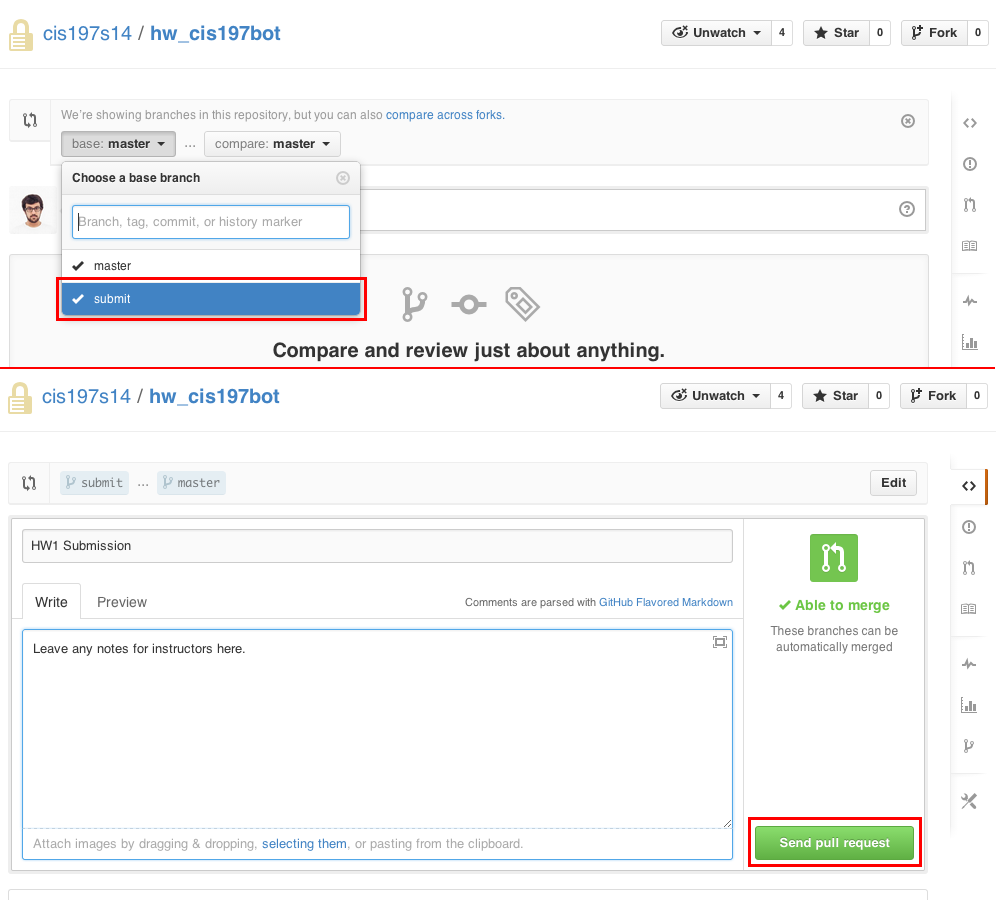 cis197s14 / hw_cis197bot
Unwatch 4 Star 0 Fork 0
We're showing branches in this repository, but you can also compare across forks.
base: master ... compare: master
Choose a base branch
Branch, tag, commit, or history marker
master
submit
Compare and review just about anything.
cis197s14 / hw_cis197bot
Unwatch 4 Star 0 Fork 0
submit ... master Edit
HW1 Submission
Write Preview Comments are parsed with GitHub Flavored Markdown
Able to merge
These branches can be
automatically merged
Leave any notes for instructors here.
Attach images by dragging & dropping, selecting them, or pasting from the clipboard.
Send pull request